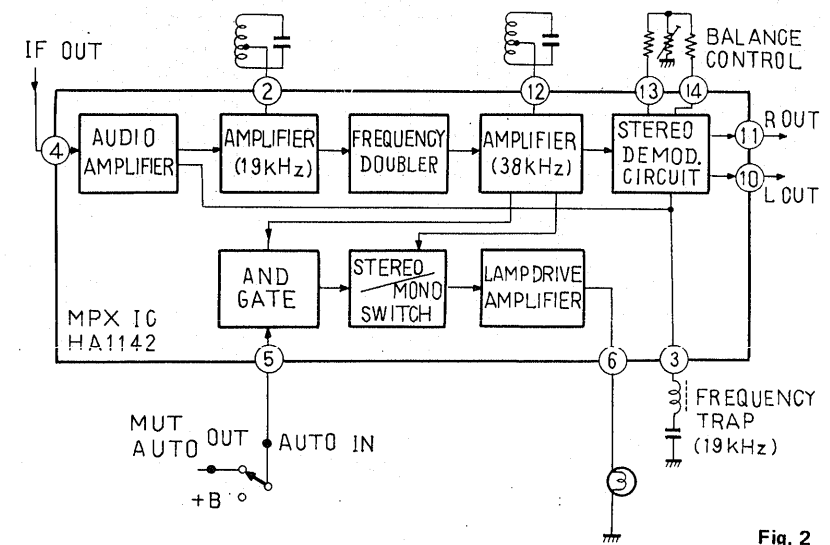 IF OUT
BALANCE
CONTROL
2
12
13
14
4
AUDIO
AMPLIFIER
AMPLIFIER
(19kHz)
FREQUENCY
DOUBLER
AMPLIFIER
(38kHz)
STEREO
DEMOD.
CIRCUIT
11
R OUT
10
L OUT
AND
GATE
STEREO
MONO
SWITCH
LAMP DRIVE
AMPLIFIER
MPX IC
HA1142
5
6
3
MUT
AUTO OUT
AUTO IN
+B
FREQUENCY
TRAP
(19kHz)
Fig. 2